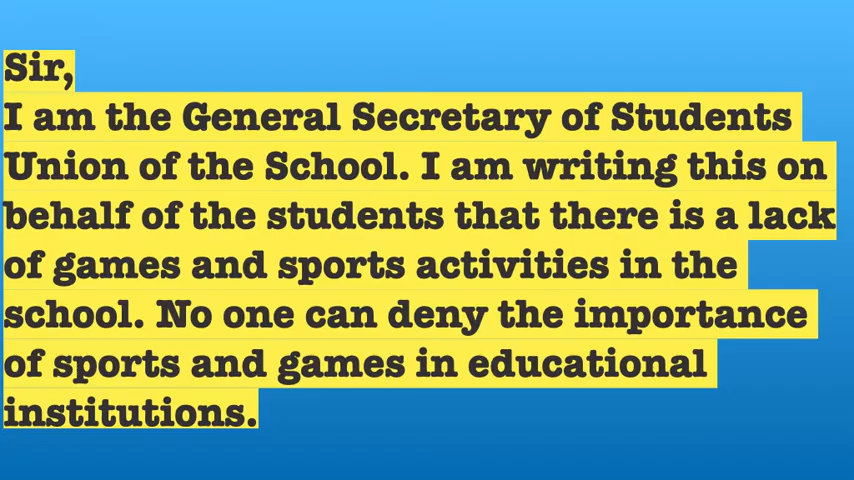 Sir,
I am the General Secretary of Students
Union of the School. I am writing this on
behalf of the students that there is a lack
of games and sports activities in the
school. No one can deny the importance
of sports and games in educational
institutions.